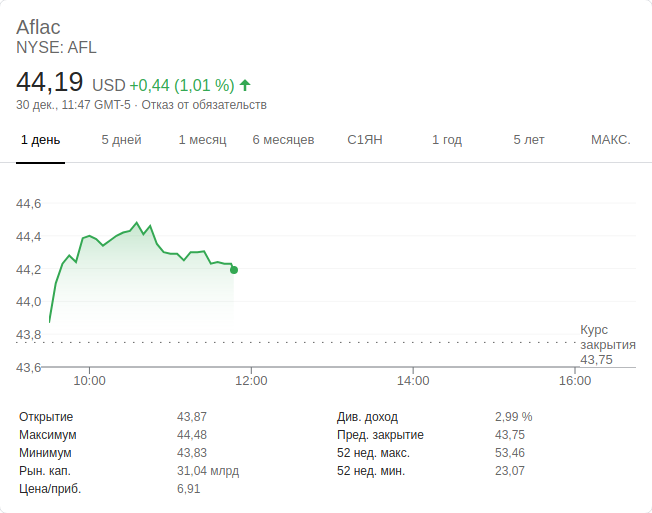 Aflac
NYSE: AFL
44,19 USD +0,44 (1,01 %)
30 дек., 11:47 GMT-5 · Отказ от обязательств
1 день 5 дней 1 месяц 6 месяцев С1ЯН 1 год 5 лет МАКС.
44,6
44,4
44,2
44,0
43,8
43,6
Курс
закрытия
43,75
10:00 12:00 14:00 16:00
Открытие 43,87 Див. доход 2,99 %
Максимум 44,48 Пред. закрытие 43,75
Минимум 43,83 52 нед. макс. 53,46
Рын. кап. 31,04 млрд 52 нед. мин. 23,07
Цена/приб. 6,91